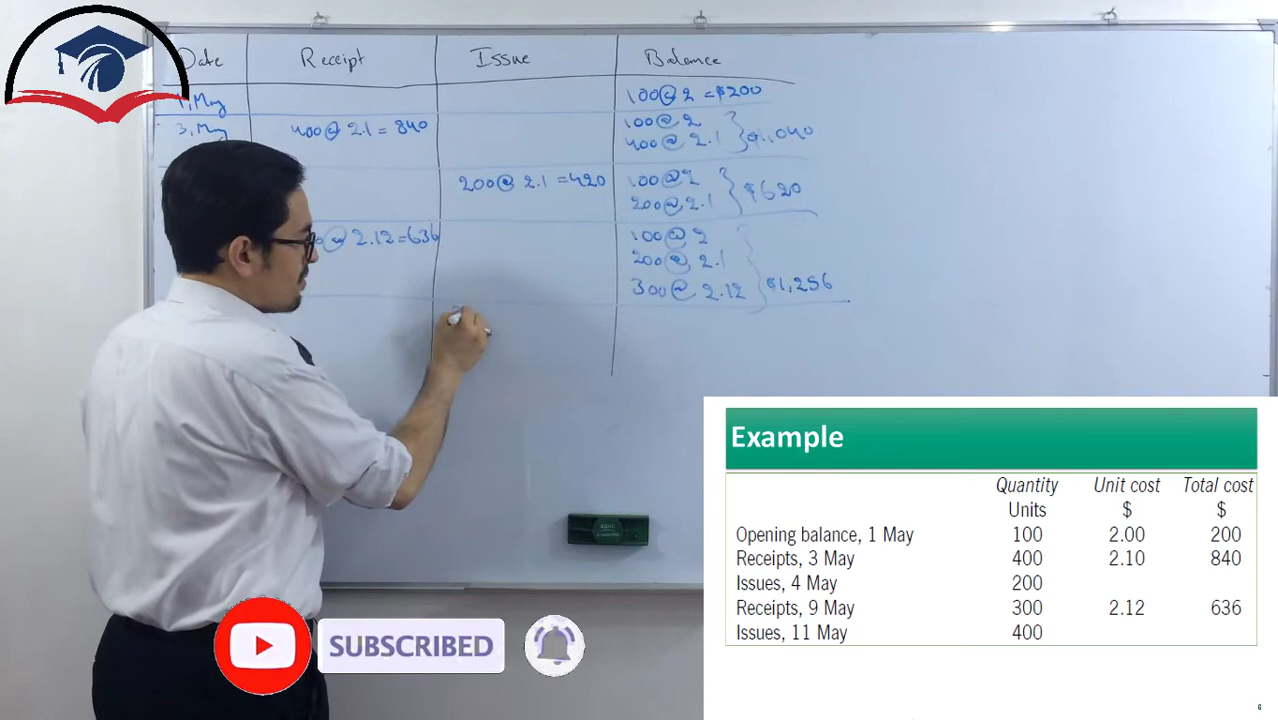 Date Receipt Issue Balance
1, May 100@ 2 = $200
3, May 400@ 2.1 = 840 100@ 2
400@ 2.1 } $1,040
200@ 2.1 = 420 100@ 2
200@ 2.1 } $620
@ 2.12 = 636 100@ 2
200@ 2.1
300@ 2.12 } $1,256
Example
Quantity Unit cost Total cost
Units $ $
Opening balance, 1 May 100 2.00 200
Receipts, 3 May 400 2.10 840
Issues, 4 May 200
Receipts, 9 May 300 2.12 636
Issues, 11 May 400
SUBSCRIBED
6